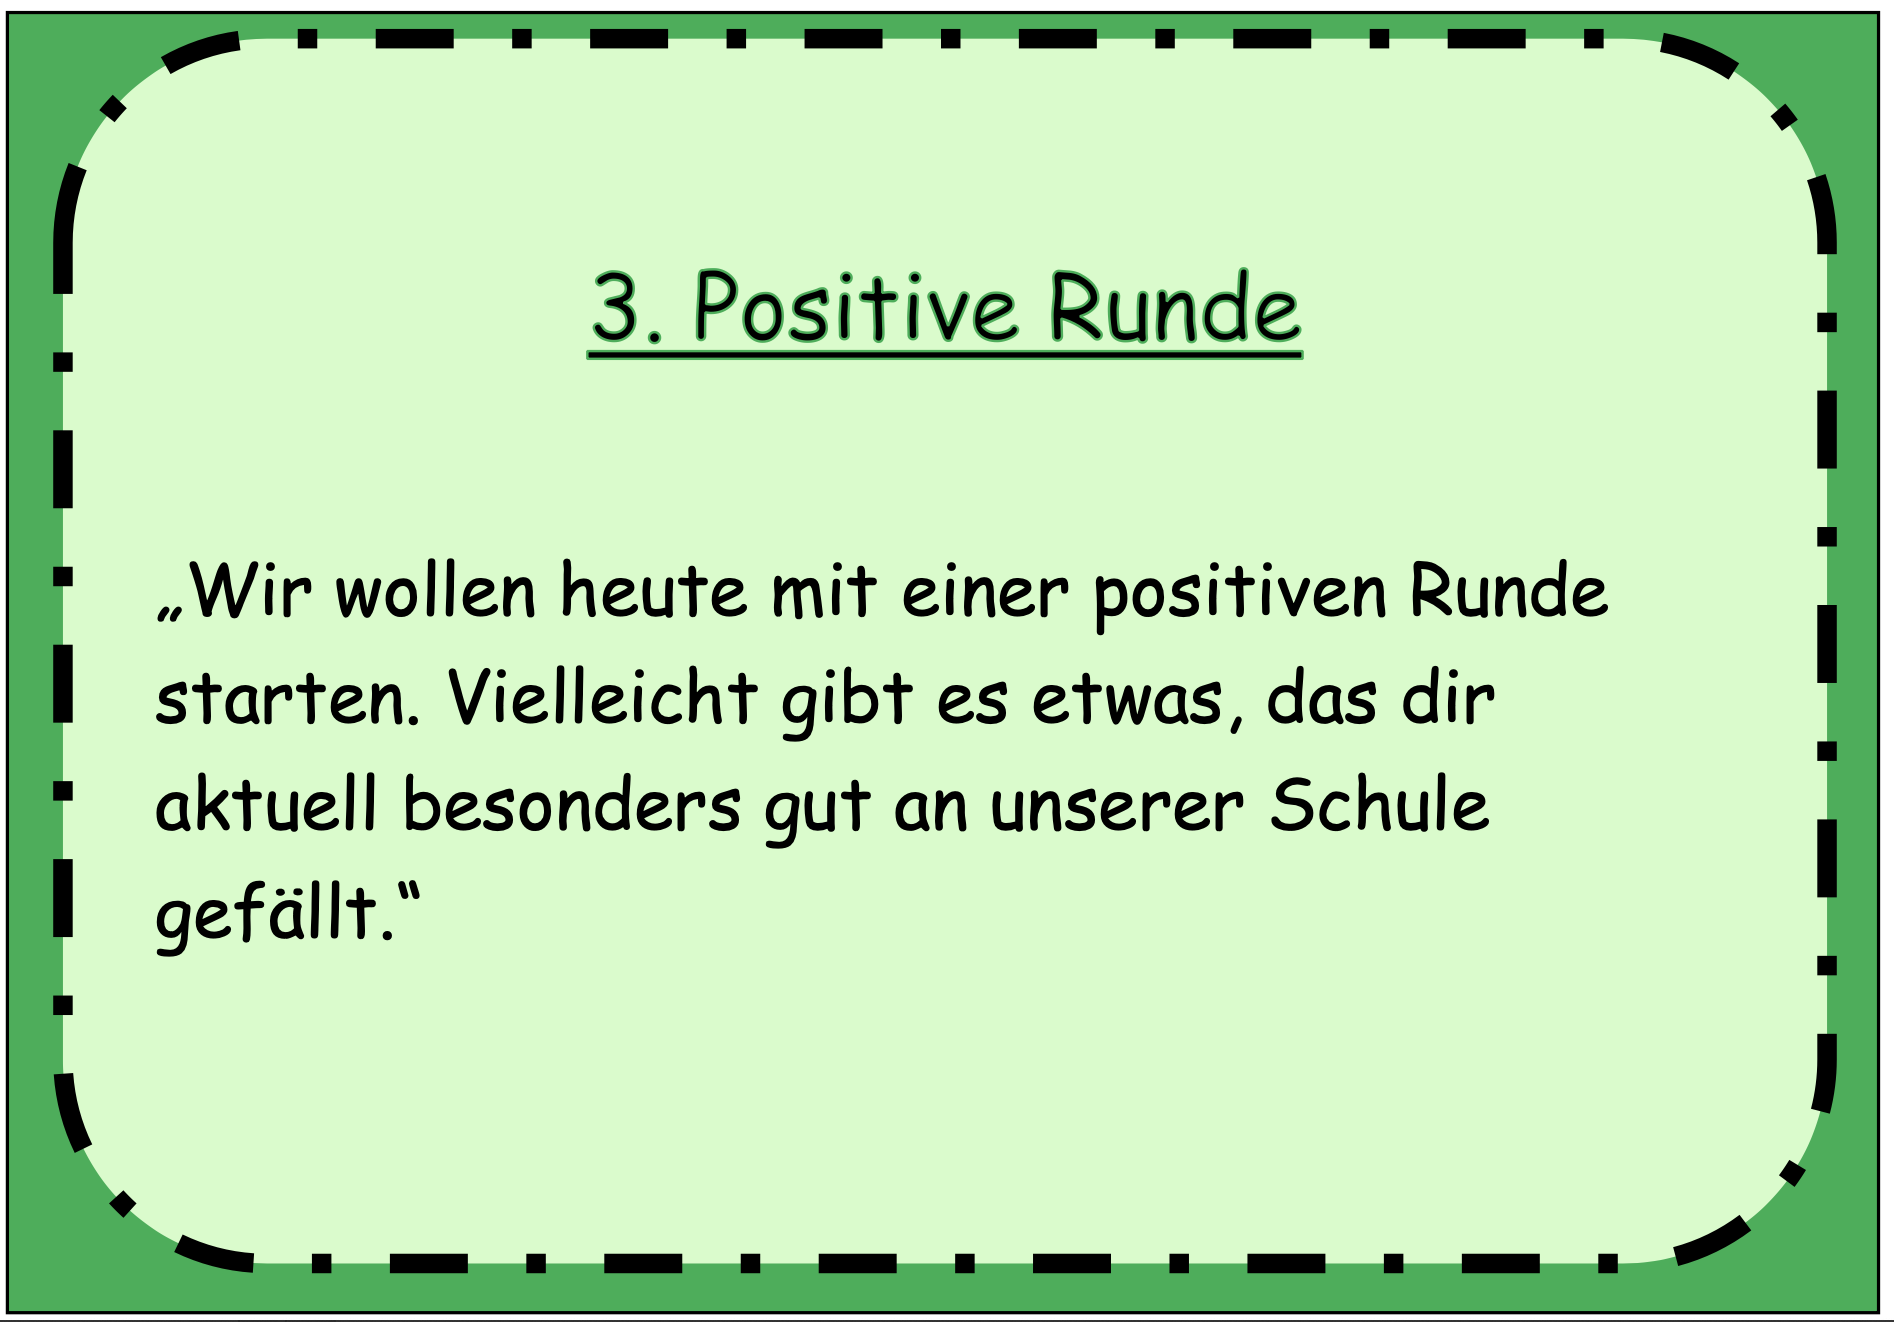 3. Positive Runde
„Wir wollen heute mit einer positiven Runde
starten. Vielleicht gibt es etwas, das dir
aktuell besonders gut an unserer Schule
gefällt.“